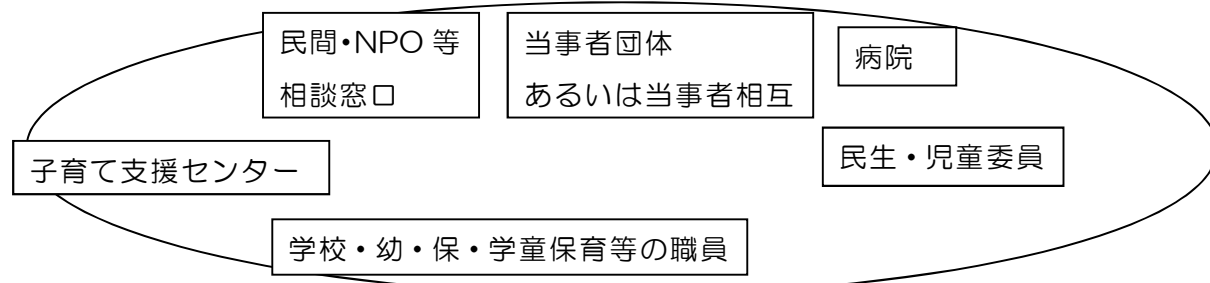 民間・NPO 等
相談窓口
当事者団体
あるいは当事者相互
病院
子育て支援センター
民生・児童委員
学校・幼・保・学童保育等の職員